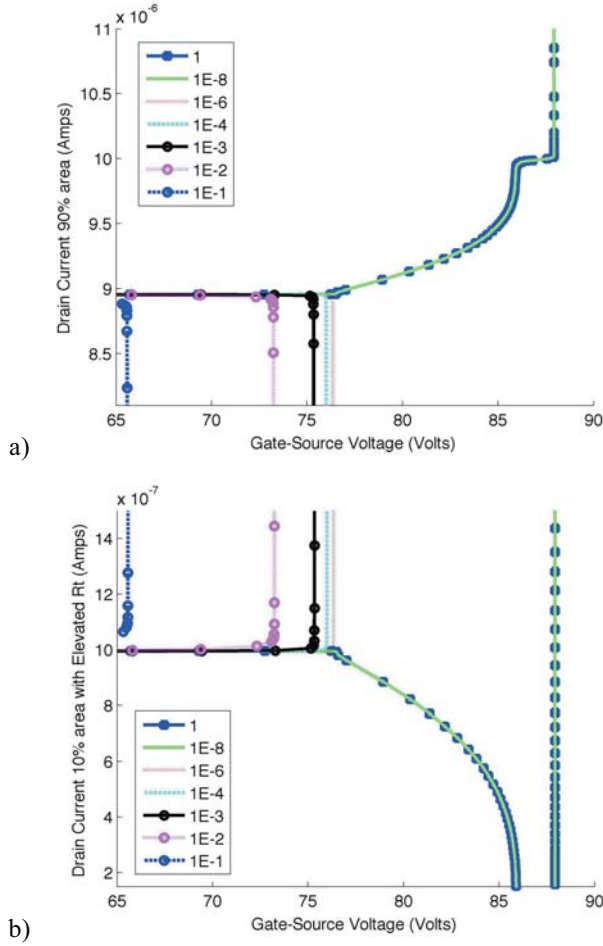 x 10⁻⁶
11
10.5
10
9.5
9
8.5
Drain Current 90% area (Amps)
1
1E-8
1E-6
1E-4
1E-3
1E-2
1E-1
65 70 75 80 85 90
Gate-Source Voltage (Volts)
a)
x 10⁻⁷
14
12
10
8
6
4
2
Drain Current 10% area with Elevated Rt (Amps)
1
1E-8
1E-6
1E-4
1E-3
1E-2
1E-1
65 70 75 80 85 90
Gate-Source Voltage (Volts)
b)